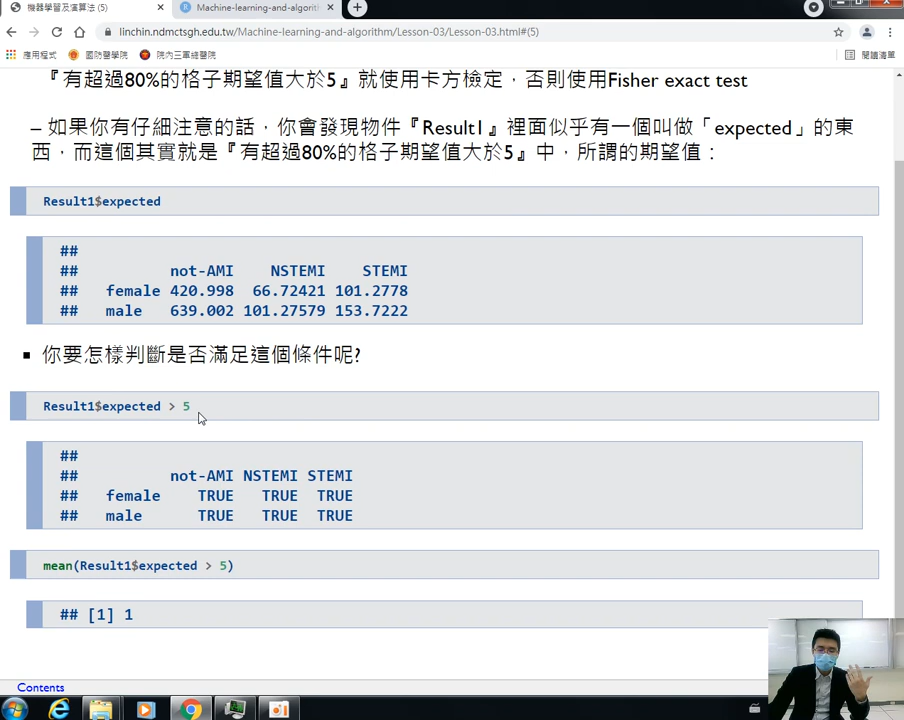 機器學習及演算法 (5)
Machine-learning-and-algorith
linchin.ndmctsgh.edu.tw/Machine-learning-and-algorithm/Lesson-03/Lesson-03.html#(5)
應用程式 國防醫學院 院內三軍總醫院 閱讀清單
『有超過80%的格子期望值大於5』就使用卡方檢定，否則使用Fisher exact test
– 如果你有仔細注意的話，你會發現物件『Result1』裡面似乎有一個叫做「expected」的東
西，而這個其實就是『有超過80%的格子期望值大於5』中，所謂的期望值：
Result1$expected
##
## not-AMI NSTEMI STEMI
## female 420.998 66.72421 101.2778
## male 639.002 101.27579 153.7222
▪ 你要怎樣判斷是否滿足這個條件呢?
Result1$expected > 5
##
## not-AMI NSTEMI STEMI
## female TRUE TRUE TRUE
## male TRUE TRUE TRUE
mean(Result1$expected > 5)
## [1] 1
Contents